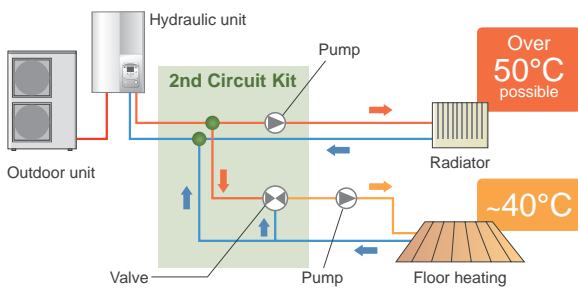 Hydraulic unit
Pump
2nd Circuit Kit
Over
50°C
possible
Outdoor unit
Radiator
~40°C
Valve
Pump
Floor heating